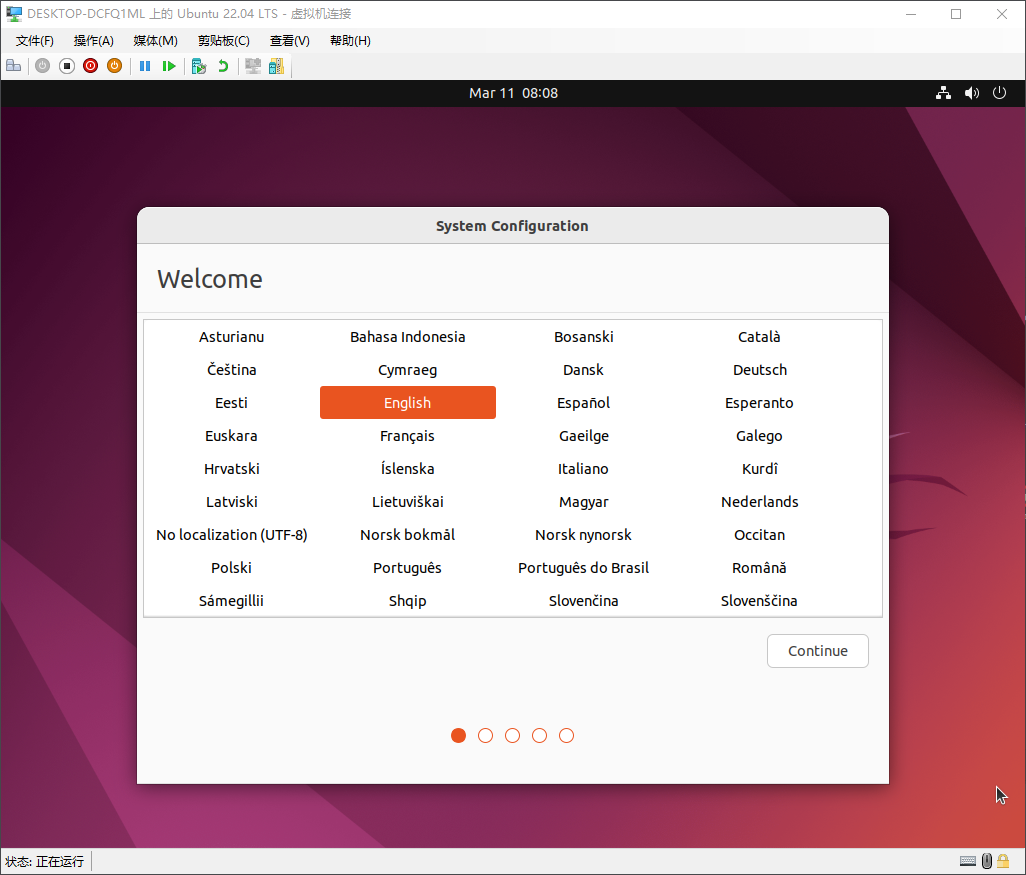 DESKTOP-DCFQ1ML 上的 Ubuntu 22.04 LTS - 虚拟机连接
文件(F) 操作(A) 媒体(M) 剪贴板(C) 查看(V) 帮助(H)
Mar 11 08:08
System Configuration
Welcome
Asturianu Bahasa Indonesia Bosanski Català
Čeština Cymraeg Dansk Deutsch
Eesti English Español Esperanto
Euskara Français Gaeilge Galego
Hrvatski Íslenska Italiano Kurdî
Latviski Lietuviškai Magyar Nederlands
No localization (UTF-8) Norsk bokmål Norsk nynorsk Occitan
Polski Português Português do Brasil Română
Sámegillii Shqip Slovenčina Slovenščina
Continue
状态: 正在运行